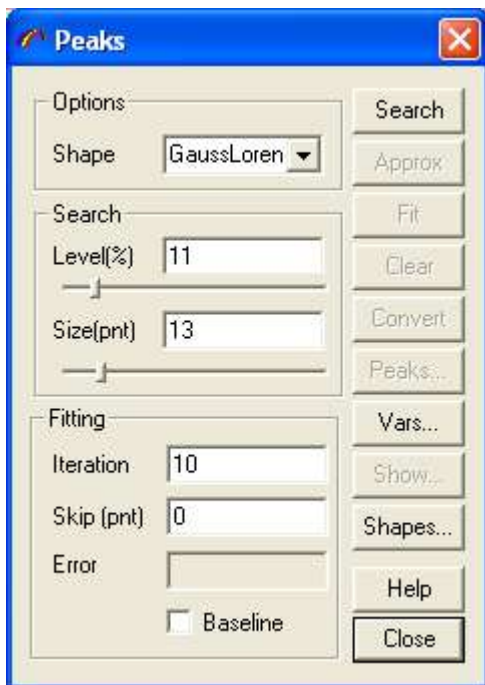 Peaks
Options
Shape GaussLoren
Search
Level(%) 11
Size(pnt) 13
Fitting
Iteration 10
Skip (pnt) 0
Error
Baseline
Search
Approx
Fit
Clear
Convert
Peaks...
Vars...
Show...
Shapes...
Help
Close